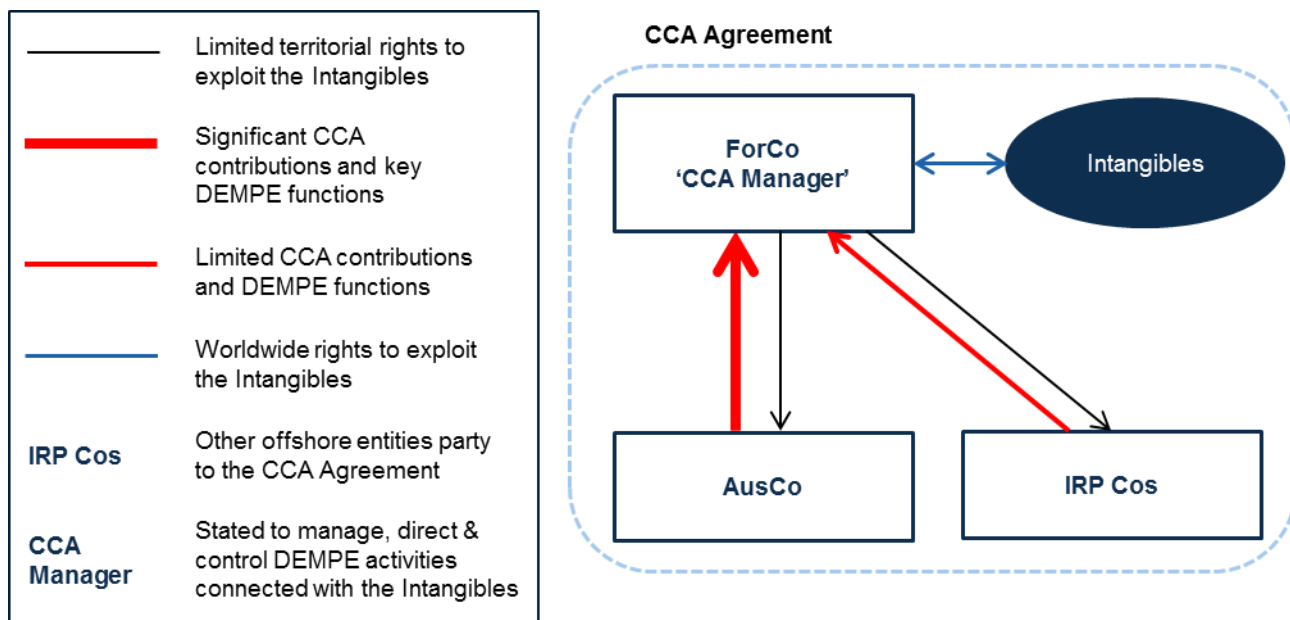 Limited territorial rights to
exploit the Intangibles
Significant CCA
contributions and key
DEMPE functions
Limited CCA contributions
and DEMPE functions
Worldwide rights to exploit
the Intangibles
IRP Cos
Other offshore entities party
to the CCA Agreement
CCA
Manager
Stated to manage, direct &
control DEMPE activities
connected with the Intangibles
CCA Agreement
ForCo
‘CCA Manager’
Intangibles
AusCo
IRP Cos